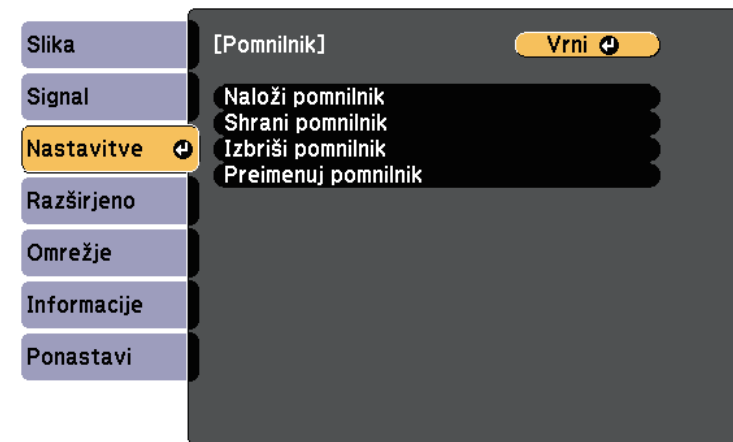 Slika
Signal
Nastavitve
Razširjeno
Omrežje
Informacije
Ponastavi
[Pomnilnik]
Vrni
Naloži pomnilnik
Shrani pomnilnik
Izbriši pomnilnik
Preimenuj pomnilnik